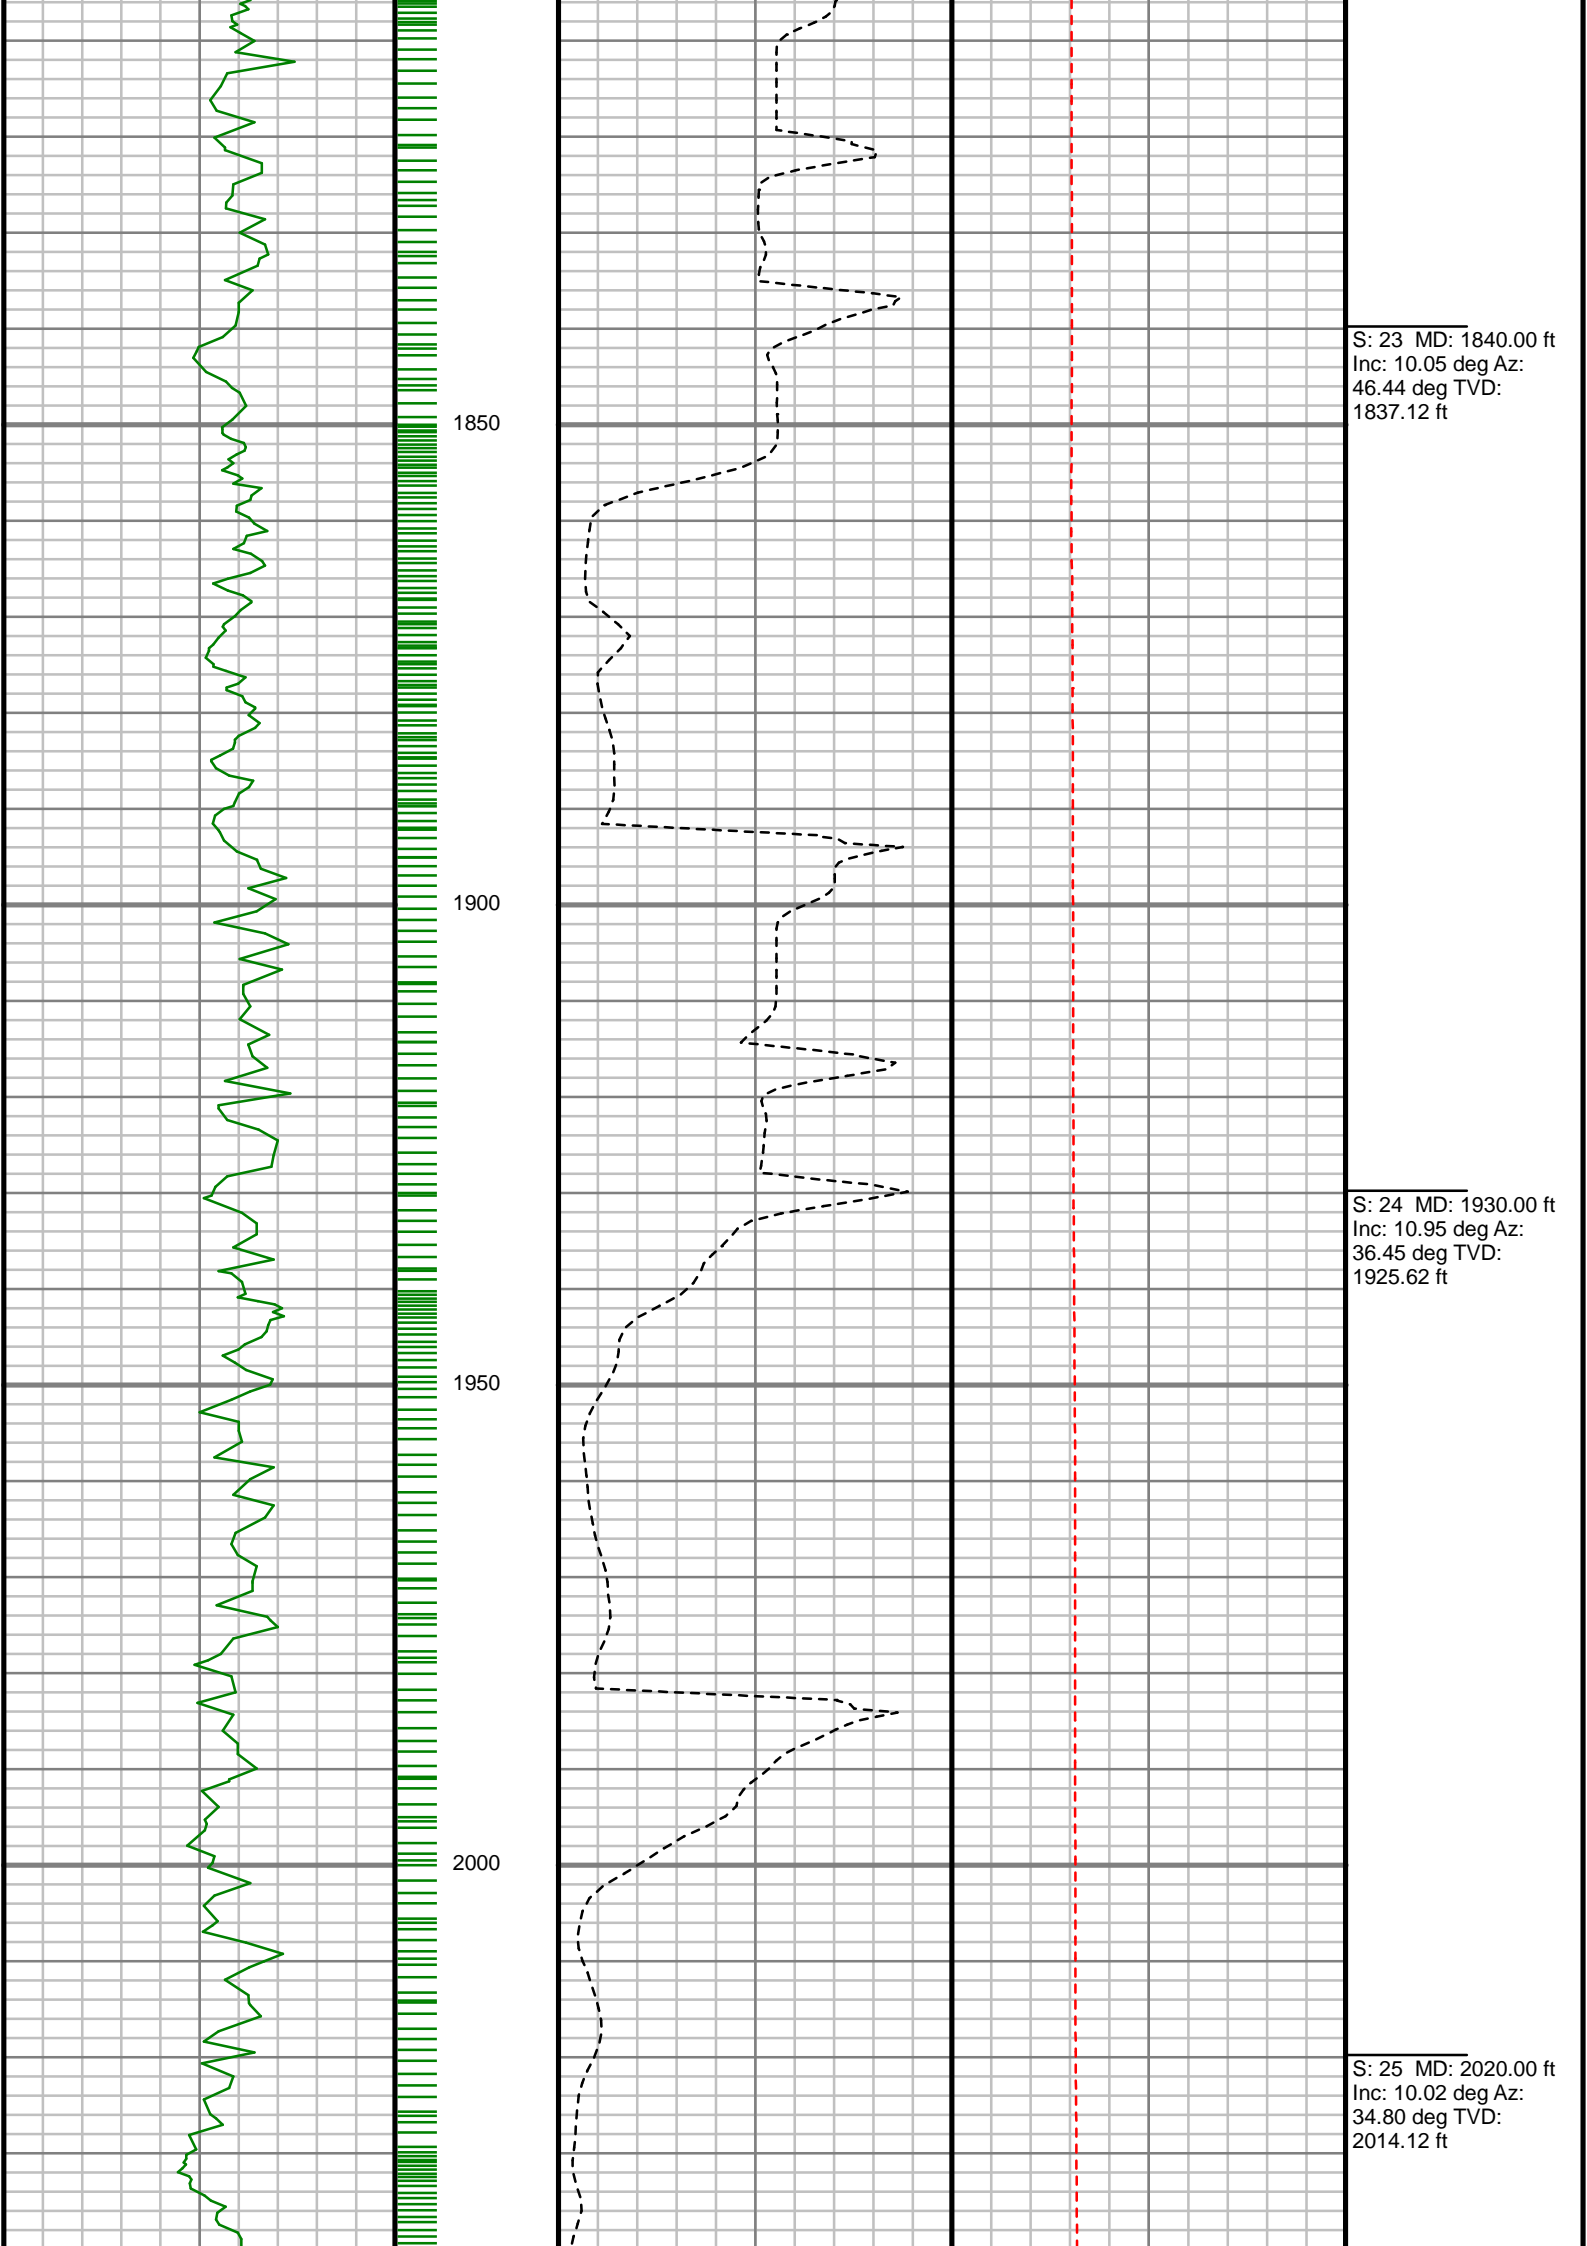 S: 23 MD: 1840.00 ft
Inc: 10.05 deg Az:
46.44 deg TVD:
1837.12 ft
1850
1900
S: 24 MD: 1930.00 ft
Inc: 10.95 deg Az:
36.45 deg TVD:
1925.62 ft
1950
2000
S: 25 MD: 2020.00 ft
Inc: 10.02 deg Az:
34.80 deg TVD:
2014.12 ft